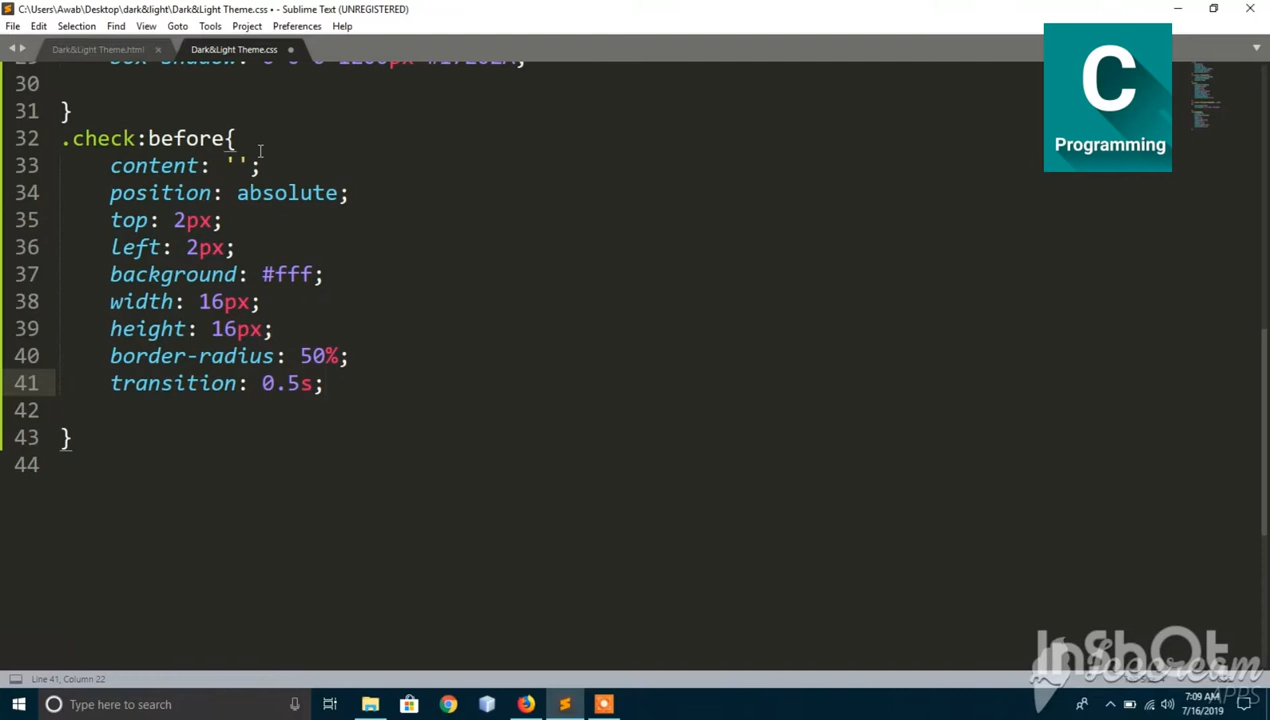 C:\Users\Awab\Desktop\dark&light\Dark&Light Theme.css • - Sublime Text (UNREGISTERED)
File Edit Selection Find View Goto Tools Project Preferences Help
Dark&Light Theme.html Dark&Light Theme.css
30
31 }
32 .check:before{
33 content: '';
34 position: absolute;
35 top: 2px;
36 left: 2px;
37 background: #fff;
38 width: 16px;
39 height: 16px;
40 border-radius: 50%;
41 transition: 0.5s;
42
43 }
44
C
Programming
InShOt
Icecream
APPS
Line 41, Column 22
Type here to search
7:09 AM
7/16/2019